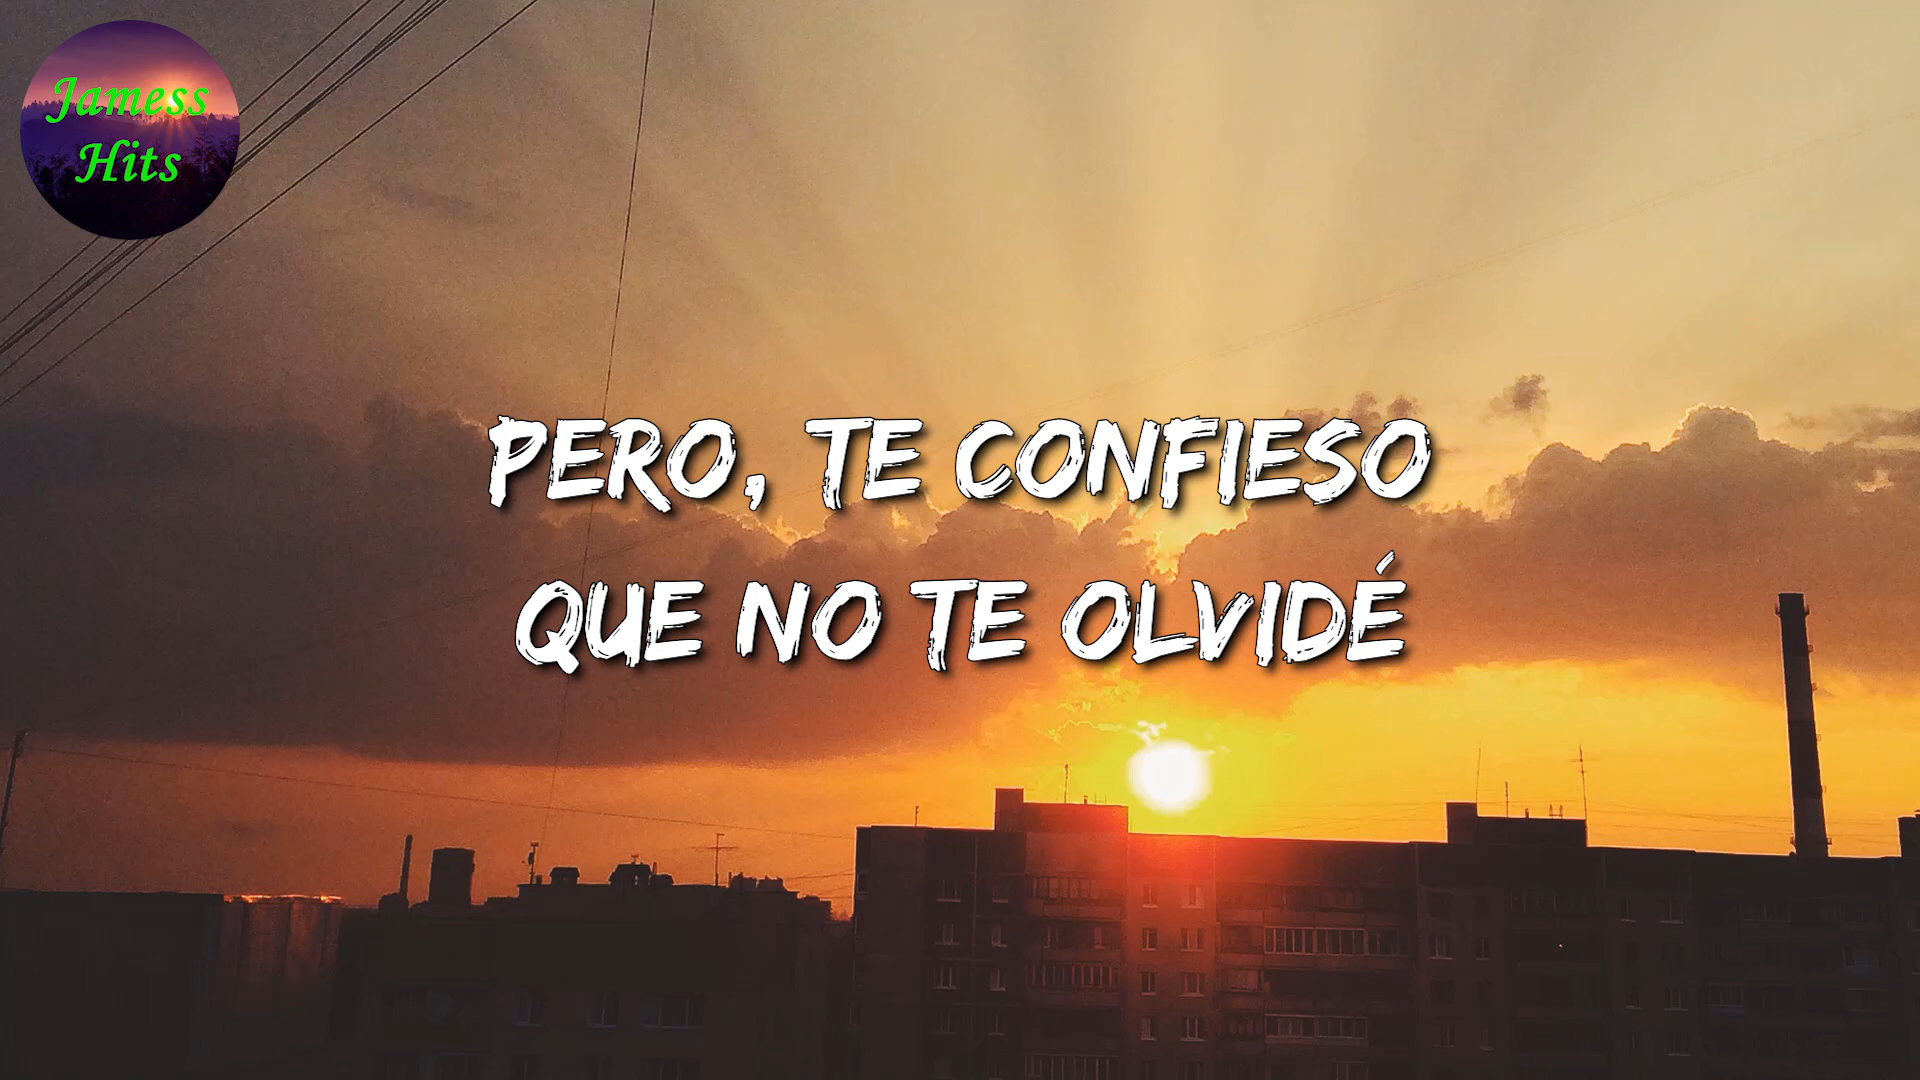 Jamess
Hits
PERO, TE CONFIESO
QUE NO TE OLVIDÉ